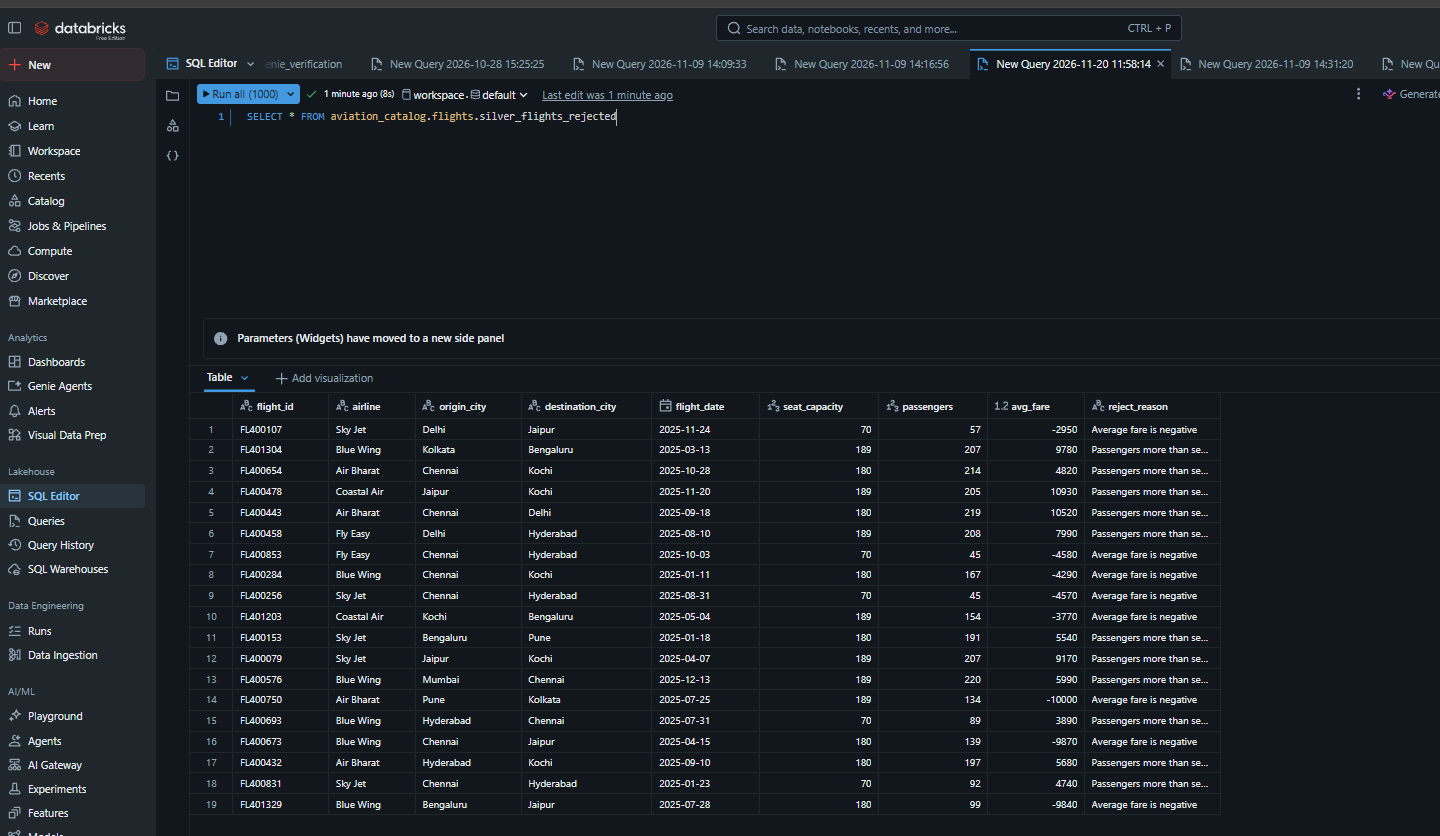 databricks
Free Edition
Search data, notebooks, recents, and more...
CTRL + P
New
Home
Learn
Workspace
Recents
Catalog
Jobs & Pipelines
Compute
Discover
Marketplace
Analytics
Dashboards
Genie Agents
Alerts
Visual Data Prep
Lakehouse
SQL Editor
Queries
Query History
SQL Warehouses
Data Engineering
Runs
Data Ingestion
AI/ML
Playground
Agents
AI Gateway
Experiments
Features
SQL Editor
enie_verification
New Query 2026-10-28 15:25:25
New Query 2026-11-09 14:09:33
New Query 2026-11-09 14:16:56
New Query 2026-11-20 11:58:14
New Query 2026-11-09 14:31:20
New Qu
Run all (1000)
1 minute ago (8s)
workspace.
default
Last edit was 1 minute ago
Generate
1 SELECT * FROM aviation_catalog.flights.silver_flights_rejected
Parameters (Widgets) have moved to a new side panel
Table
Add visualization
flight_id airline origin_city destination_city flight_date seat_capacity passengers 1.2 avg_fare reject_reason
1 FL400107 Sky Jet Delhi Jaipur 2025-11-24 70 57 -2950 Average fare is negative
2 FL401304 Blue Wing Kolkata Bengaluru 2025-03-13 189 207 9780 Passengers more than se...
3 FL400654 Air Bharat Chennai Kochi 2025-10-28 180 214 4820 Passengers more than se...
4 FL400478 Coastal Air Jaipur Kochi 2025-11-20 189 205 10930 Passengers more than se...
5 FL400443 Air Bharat Chennai Delhi 2025-09-18 180 219 10520 Passengers more than se...
6 FL400458 Fly Easy Delhi Hyderabad 2025-08-10 189 208 7990 Passengers more than se...
7 FL400853 Fly Easy Chennai Hyderabad 2025-10-03 70 45 -4580 Average fare is negative
8 FL400284 Blue Wing Chennai Kochi 2025-01-11 180 167 -4290 Average fare is negative
9 FL400256 Sky Jet Chennai Hyderabad 2025-08-31 70 45 -4570 Average fare is negative
10 FL401203 Coastal Air Kochi Bengaluru 2025-05-04 189 154 -3770 Average fare is negative
11 FL400153 Sky Jet Bengaluru Pune 2025-01-18 180 191 5540 Passengers more than se...
12 FL400079 Sky Jet Jaipur Kochi 2025-04-07 189 207 9170 Passengers more than se...
13 FL400576 Blue Wing Mumbai Chennai 2025-12-13 189 220 5990 Passengers more than se...
14 FL400750 Air Bharat Pune Kolkata 2025-07-25 189 134 -10000 Average fare is negative
15 FL400693 Blue Wing Hyderabad Chennai 2025-07-31 70 89 3890 Passengers more than se...
16 FL400673 Blue Wing Chennai Jaipur 2025-04-15 180 139 -9870 Average fare is negative
17 FL400432 Air Bharat Hyderabad Kochi 2025-09-10 180 197 5680 Passengers more than se...
18 FL400831 Sky Jet Chennai Hyderabad 2025-01-23 70 92 4740 Passengers more than se...
19 FL401329 Blue Wing Bengaluru Jaipur 2025-07-28 180 99 -9840 Average fare is negative